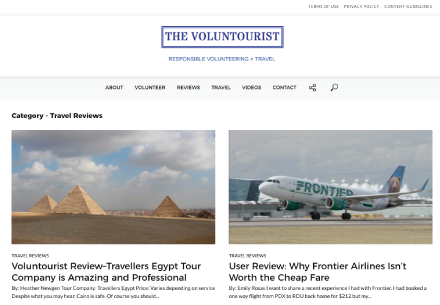 TERMS OF USE PRIVACY POLICY CONTENT GUIDELINES
THE VOLUNTOURIST
RESPONSIBLE VOLUNTEERING + TRAVEL
ABOUT VOLUNTEER REVIEWS TRAVEL VIDEOS CONTACT
Category - Travel Reviews
FRONTIER
TRAVEL REVIEWS
Voluntourist Review–Travellers Egypt Tour
Company is Amazing and Professional
By: Heather Newgen Tour Company: Travellers Egypt Price: Varies depending on service
Despite what you may hear, Cairo is safe. Of course you should...
TRAVEL REVIEWS
User Review: Why Frontier Airlines Isn't
Worth the Cheap Fare
By: Emily Rosas I want to share a recent experience I had with Frontier. I had booked a
one way flight from PDX to RDU back home for $212 but my...